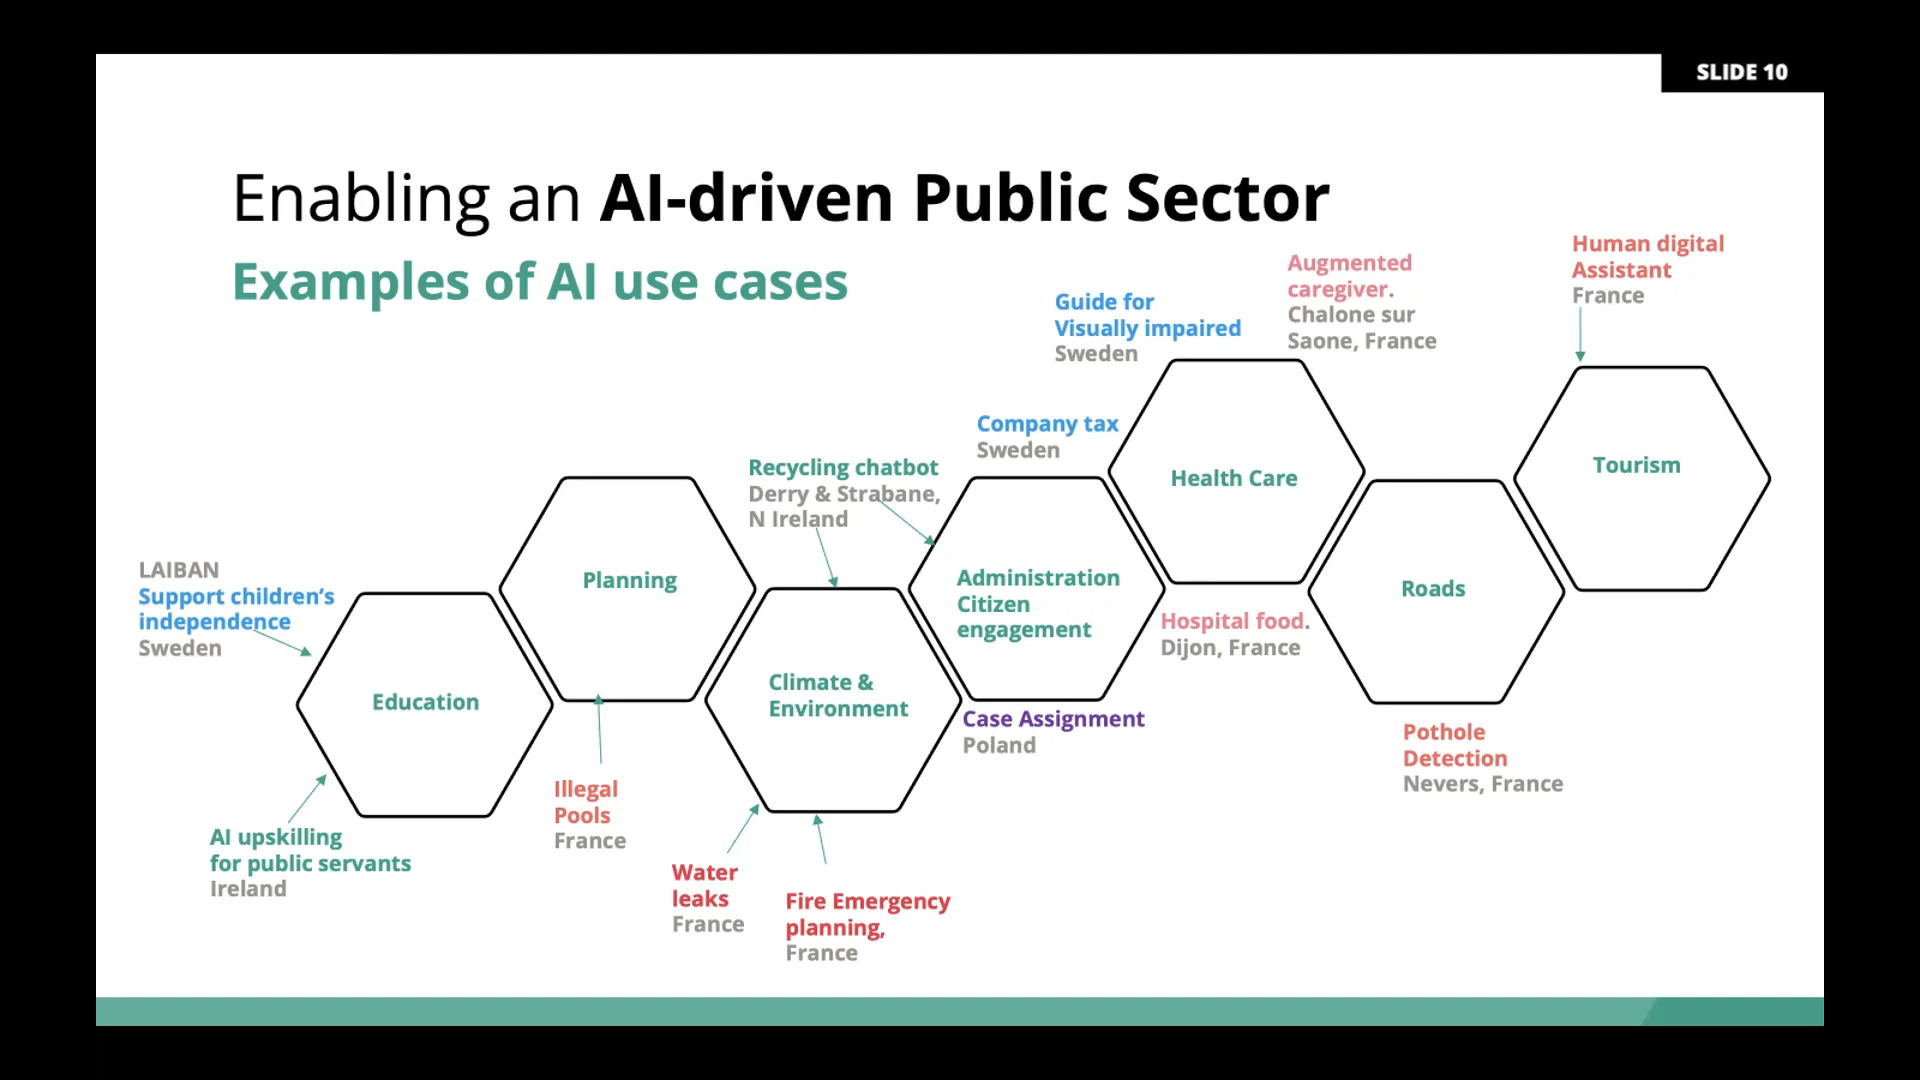 SLIDE 10
Enabling an AI-driven Public Sector
Examples of AI use cases
Human digital
Assistant
France
Augmented
caregiver.
Chalone sur
Saone, France
Guide for
Visually impaired
Sweden
Company tax
Sweden
Recycling chatbot
Derry & Strabane,
N Ireland
LAIBAN
Support children's
independence
Sweden
Education
Planning
Climate &
Environment
Administration
Citizen
engagement
Health Care
Roads
Tourism
Hospital food.
Dijon, France
Case Assignment
Poland
Pothole
Detection
Nevers, France
AI upskilling
for public servants
Ireland
Illegal
Pools
France
Water
leaks
France
Fire Emergency
planning,
France